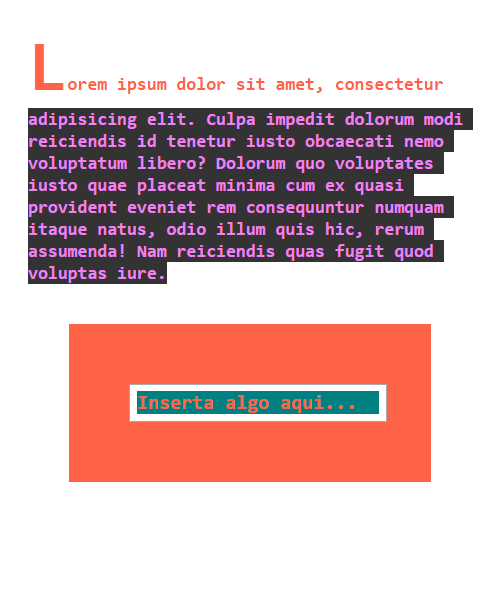 Lorem ipsum dolor sit amet, consectetur
adipisicing elit. Culpa impedit dolorum modi
reiciendis id tenetur iusto obcaecati nemo
voluptatum libero? Dolorum quo voluptates
iusto quae placeat minima cum ex quasi
provident eveniet rem consequuntur numquam
itaque natus, odio illum quis hic, rerum
assumenda! Nam reiciendis quas fugit quod
voluptas iure.
Inserta algo aqui...